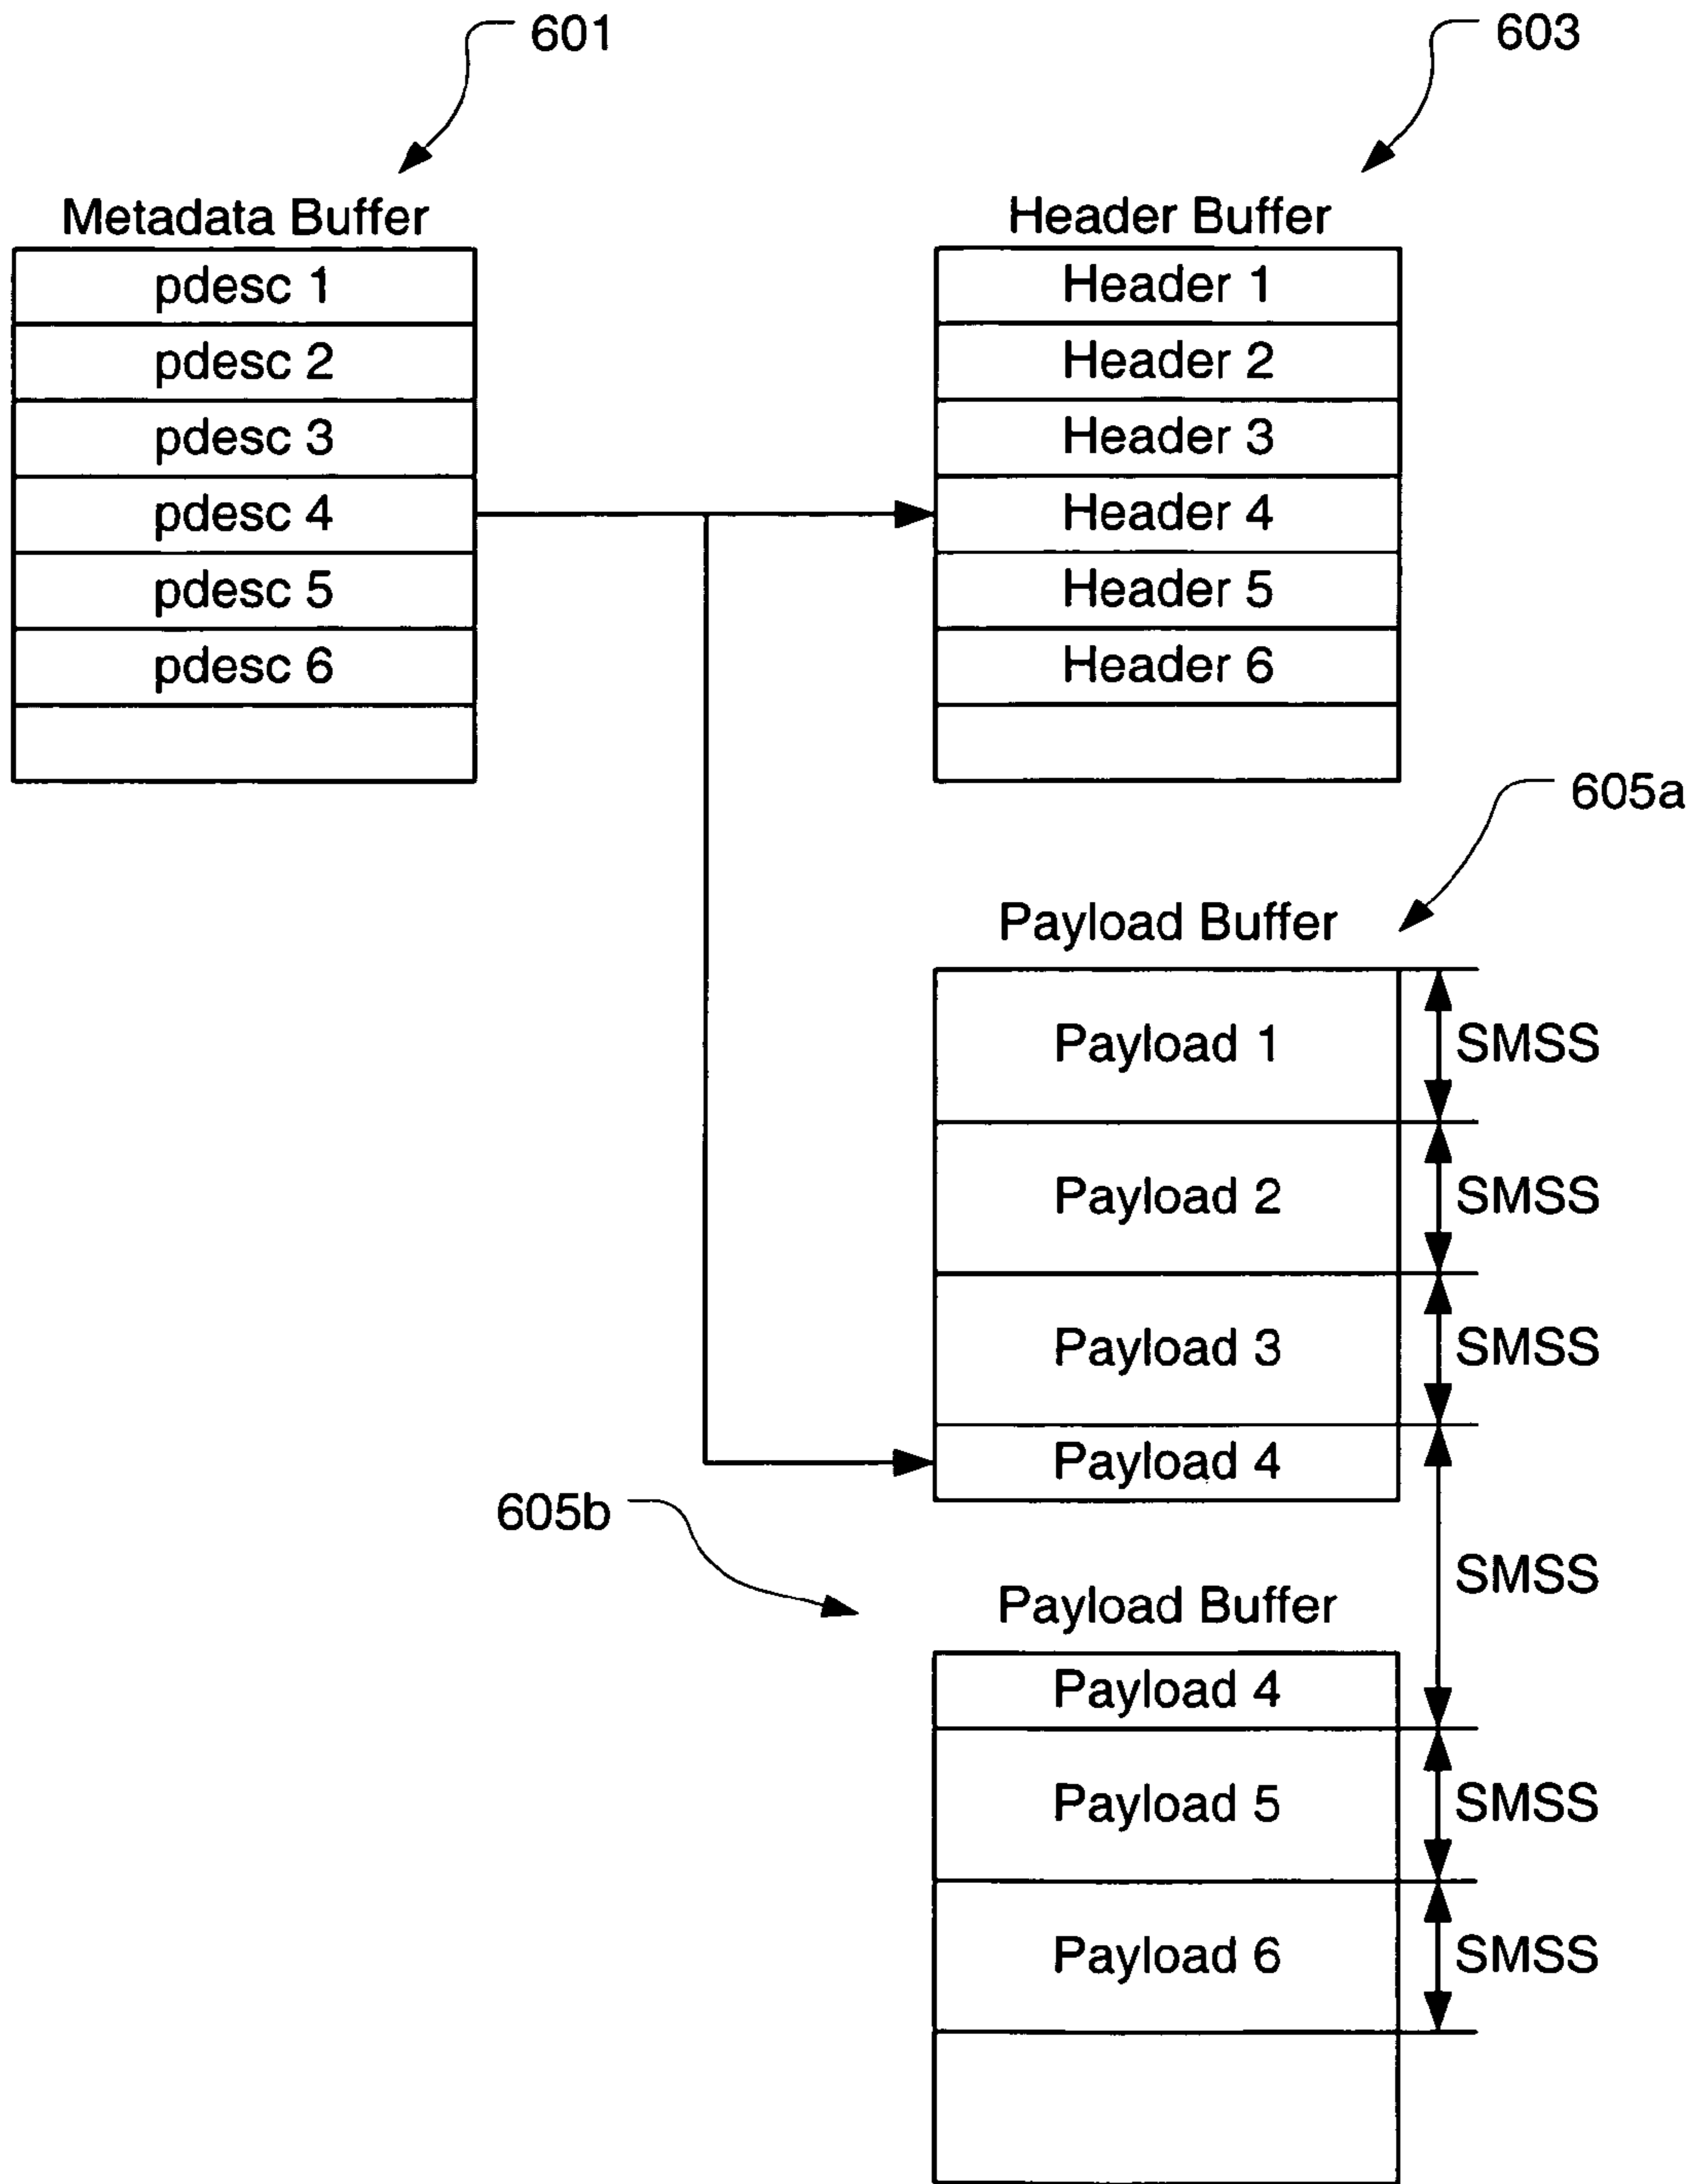 601
603
Metadata Buffer
pdesc 1
pdesc 2
pdesc 3
pdesc 4
pdesc 5
pdesc 6
Header Buffer
Header 1
Header 2
Header 3
Header 4
Header 5
Header 6
605a
Payload Buffer
Payload 1
SMSS
Payload 2
SMSS
Payload 3
SMSS
Payload 4
605b
SMSS
Payload Buffer
Payload 4
Payload 5
SMSS
Payload 6
SMSS